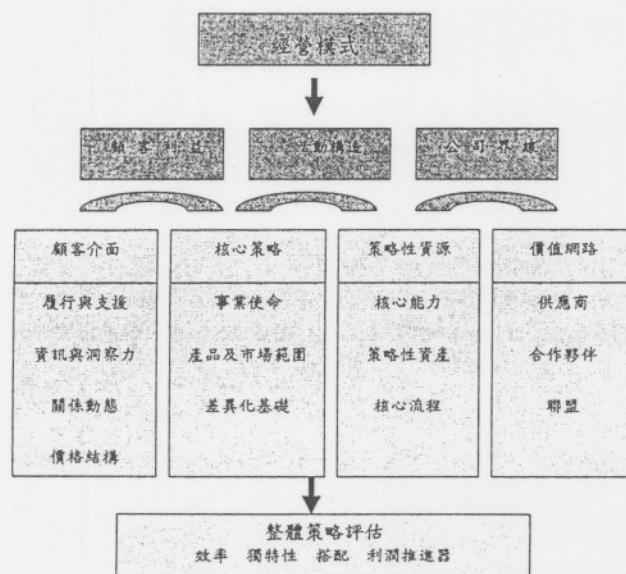 經營模式
顧客利益
活動構造
公司界線
顧客介面
履行與支援
資訊與洞察力
關係動態
價格結構
核心策略
事業使命
產品及市場範圍
差異化基礎
策略性資源
核心能力
策略性資產
核心流程
價值網路
供應商
合作夥伴
聯盟
整體策略評估
效率 獨特性 搭配 利潤推進器